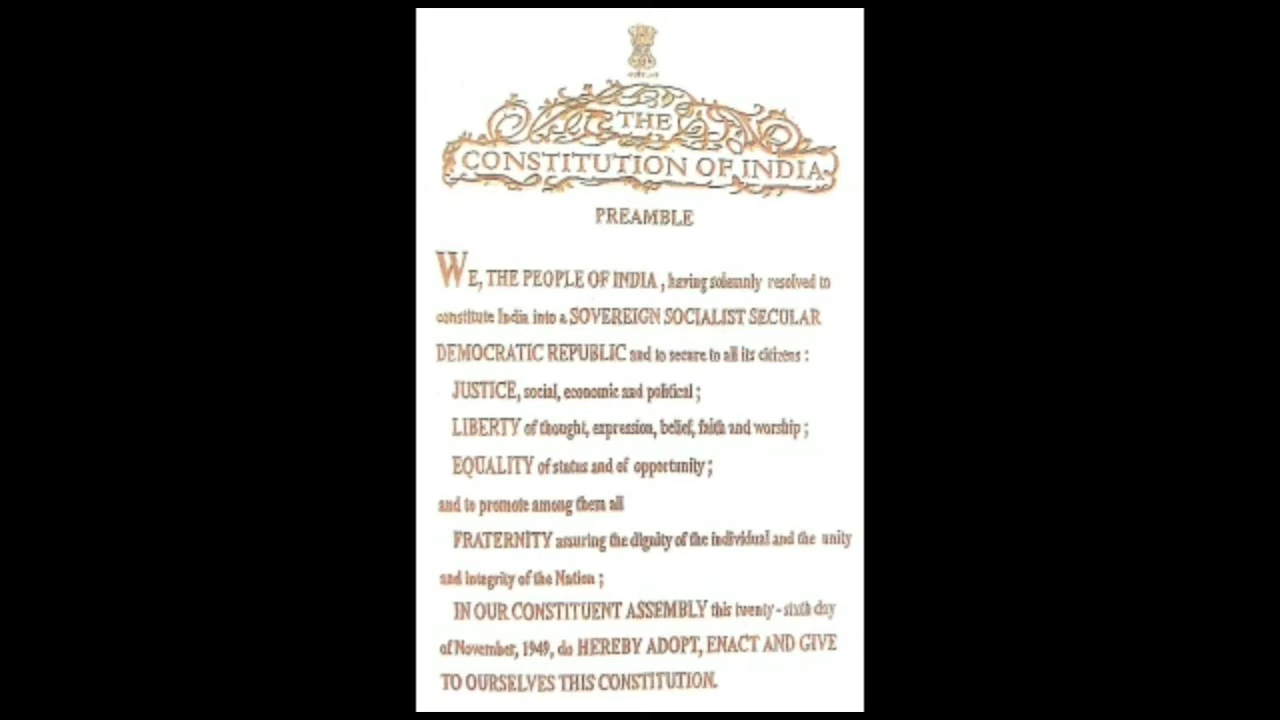 THE
CONSTITUTION OF INDIA
PREAMBLE
WE, THE PEOPLE OF INDIA, having solemnly resolved to
constitute India into a SOVEREIGN SOCIALIST SECULAR
DEMOCRATIC REPUBLIC and to secure to all its citizens :
JUSTICE, social, economic and political ;
LIBERTY of thought, expression, belief, faith and worship ;
EQUALITY of status and of opportunity ;
and to promote among them all
FRATERNITY assuring the dignity of the individual and the unity
and integrity of the Nation ;
IN OUR CONSTITUENT ASSEMBLY this twenty-sixth day
of November, 1949, do HEREBY ADOPT, ENACT AND GIVE
TO OURSELVES THIS CONSTITUTION.